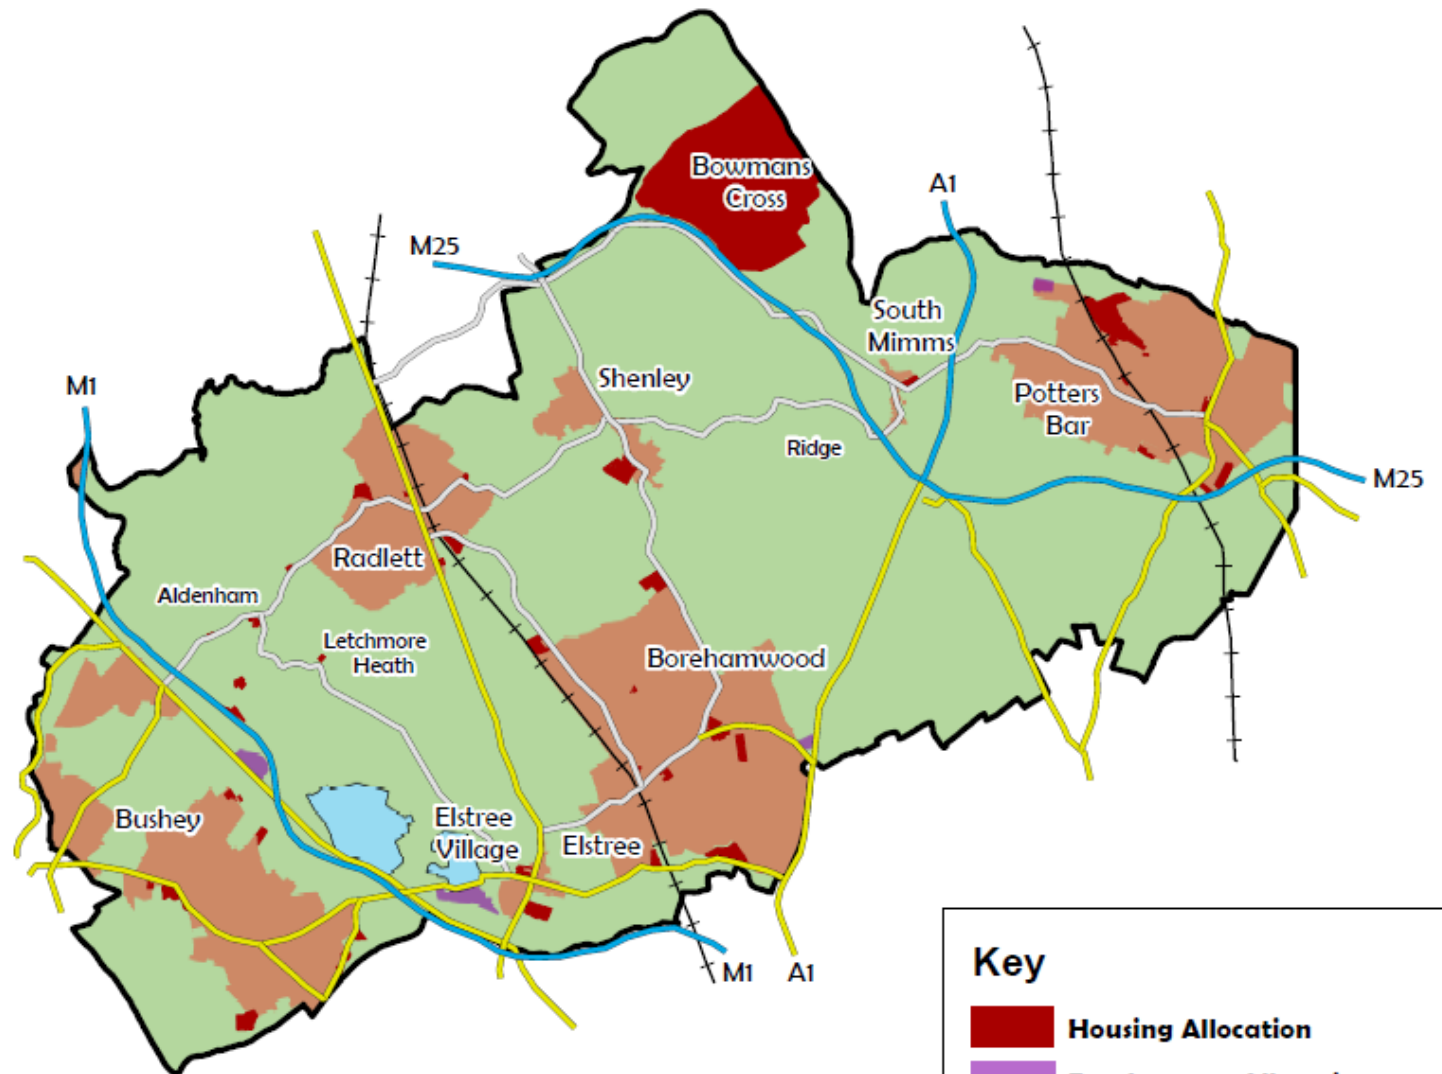 Bowmans
Cross
A1
M25
South
Mimms
M1
Shenley
Potters
Bar
Ridge
M25
Radlett
Aldenham
Letchmore
Heath
Borehamwood
Bushey
Elstree
Village
Elstree
M1
A1
Key
Housing Allocation